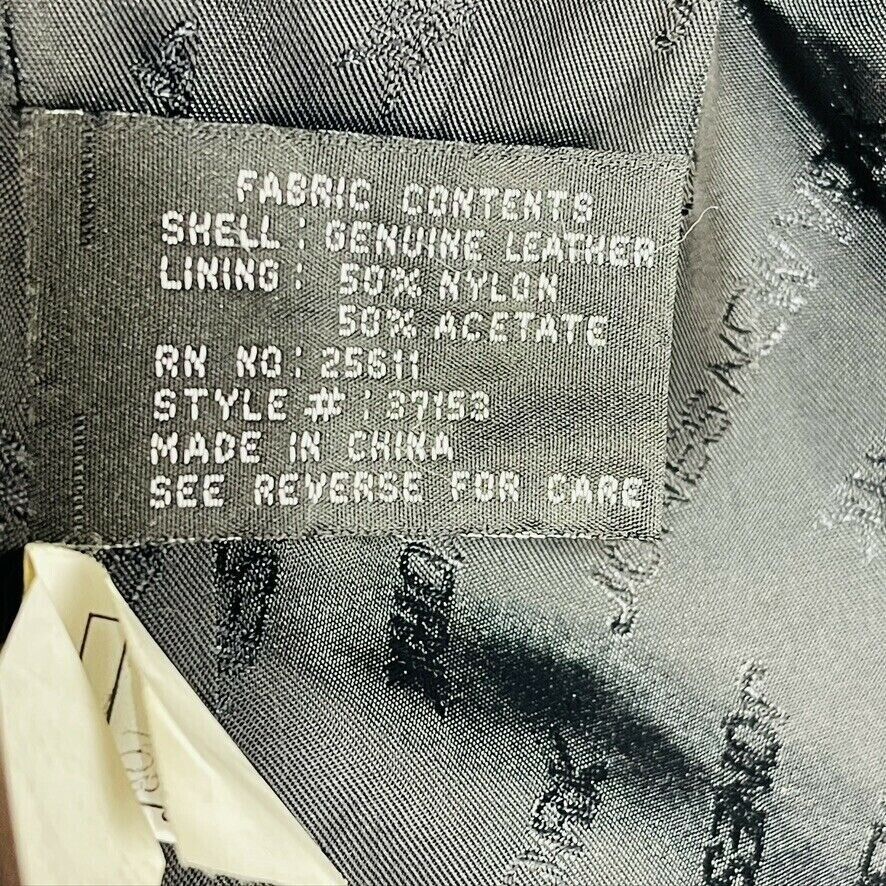 FABRIC CONTENTS
SHELL : GENUINE LEATHER
LINING : 50% NYLON
50% ACETATE
RN NO : 25611
STYLE # : 37153
MADE IN CHINA
SEE REVERSE FOR CARE